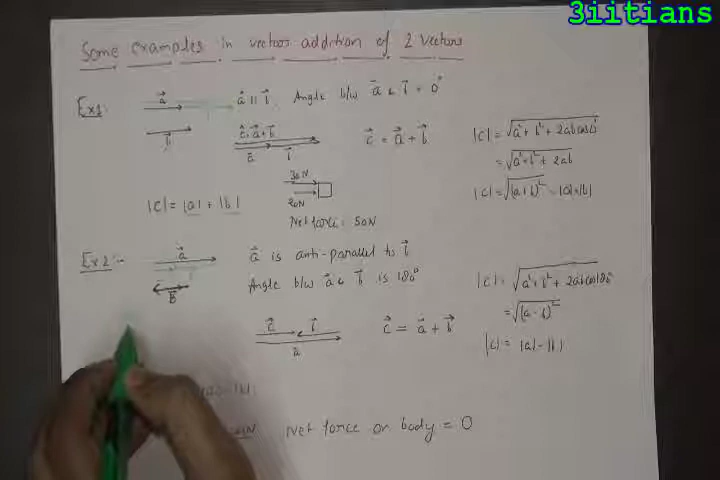 3iitians
Some examples in vectors addition of 2 vectors
Ex1:
a⃗
a⃗ || b⃗, Angle b/w a⃗ & b⃗ = 0°
b⃗
c⃗ = a⃗ + b⃗
a⃗ b⃗
c⃗ = a⃗ + b⃗
|c| = √(a² + b² + 2ab cos 0°)
= √(a² + b² + 2ab)
|c| = √(a + b)² = |a| + |b|
|c| = |a| + |b|
30N
20N
Net force = 50N
Ex2:-
a⃗
a⃗ is anti-parallel to b⃗
b⃗
Angle b/w a⃗ & b⃗ is 180°
|c| = √(a² + b² + 2ab cos 180°)
= √(a - b)²
|c| = |a| - |b|
c⃗ b⃗
a⃗
c⃗ = a⃗ + b⃗
Net force on body = 0